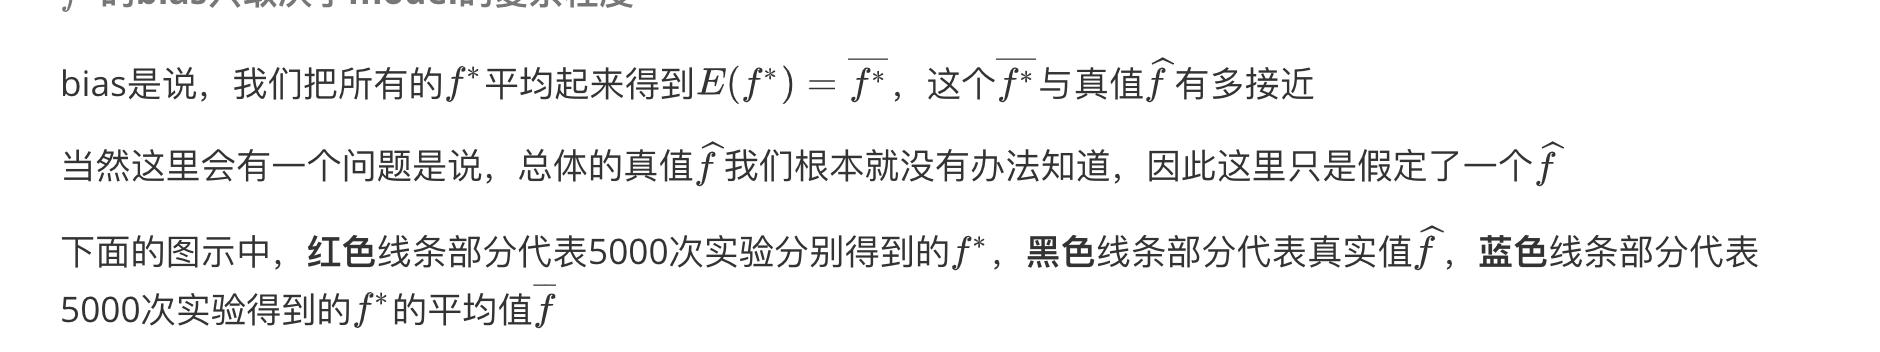 bias是说，我们把所有的f*平均起来得到E(f*) = \overline{f*}，这个\overline{f*}与真值\widehat{f}有多接近
当然这里会有一个问题是说，总体的真值\widehat{f}我们根本就没有办法知道，因此这里只是假定了一个\widehat{f}
下面的图示中，红色线条部分代表5000次实验分别得到的f*，黑色线条部分代表真实值\widehat{f}，蓝色线条部分代表
5000次实验得到的f*的平均值\overline{f}